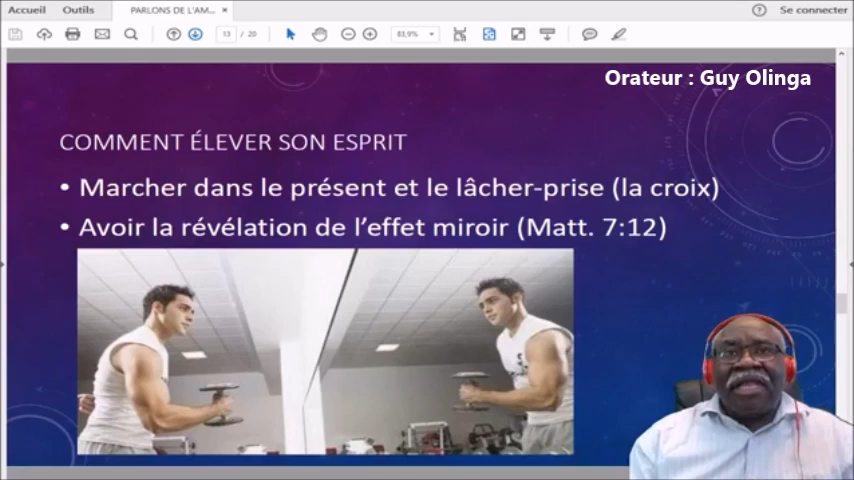 Accueil Outils PARLONS DE L'AM... × Se connecter
13 / 20 83,9%
Orateur : Guy Olinga
COMMENT ÉLEVER SON ESPRIT
• Marcher dans le présent et le lâcher-prise (la croix)
• Avoir la révélation de l'effet miroir (Matt. 7:12)